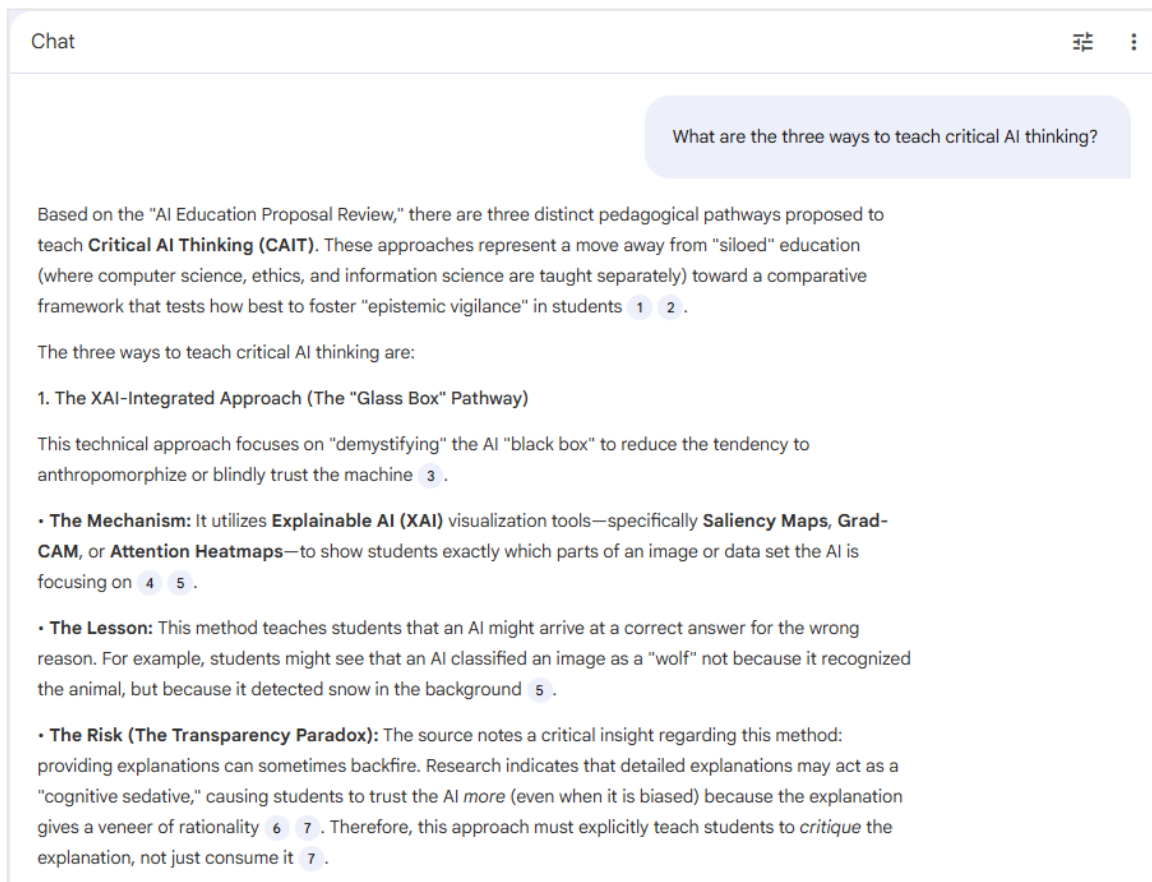 Chat
What are the three ways to teach critical AI thinking?
Based on the "AI Education Proposal Review," there are three distinct pedagogical pathways proposed to
teach Critical AI Thinking (CAIT). These approaches represent a move away from "siloed" education
(where computer science, ethics, and information science are taught separately) toward a comparative
framework that tests how best to foster "epistemic vigilance" in students 1 2 .
The three ways to teach critical AI thinking are:
1. The XAI-Integrated Approach (The "Glass Box" Pathway)
This technical approach focuses on "demystifying" the AI "black box" to reduce the tendency to
anthropomorphize or blindly trust the machine 3 .
• The Mechanism: It utilizes Explainable AI (XAI) visualization tools—specifically Saliency Maps, Grad-
CAM, or Attention Heatmaps—to show students exactly which parts of an image or data set the AI is
focusing on 4 5 .
• The Lesson: This method teaches students that an AI might arrive at a correct answer for the wrong
reason. For example, students might see that an AI classified an image as a "wolf" not because it recognized
the animal, but because it detected snow in the background 5 .
• The Risk (The Transparency Paradox): The source notes a critical insight regarding this method:
providing explanations can sometimes backfire. Research indicates that detailed explanations may act as a
"cognitive sedative," causing students to trust the AI more (even when it is biased) because the explanation
gives a veneer of rationality 6 7 . Therefore, this approach must explicitly teach students to critique the
explanation, not just consume it 7 .